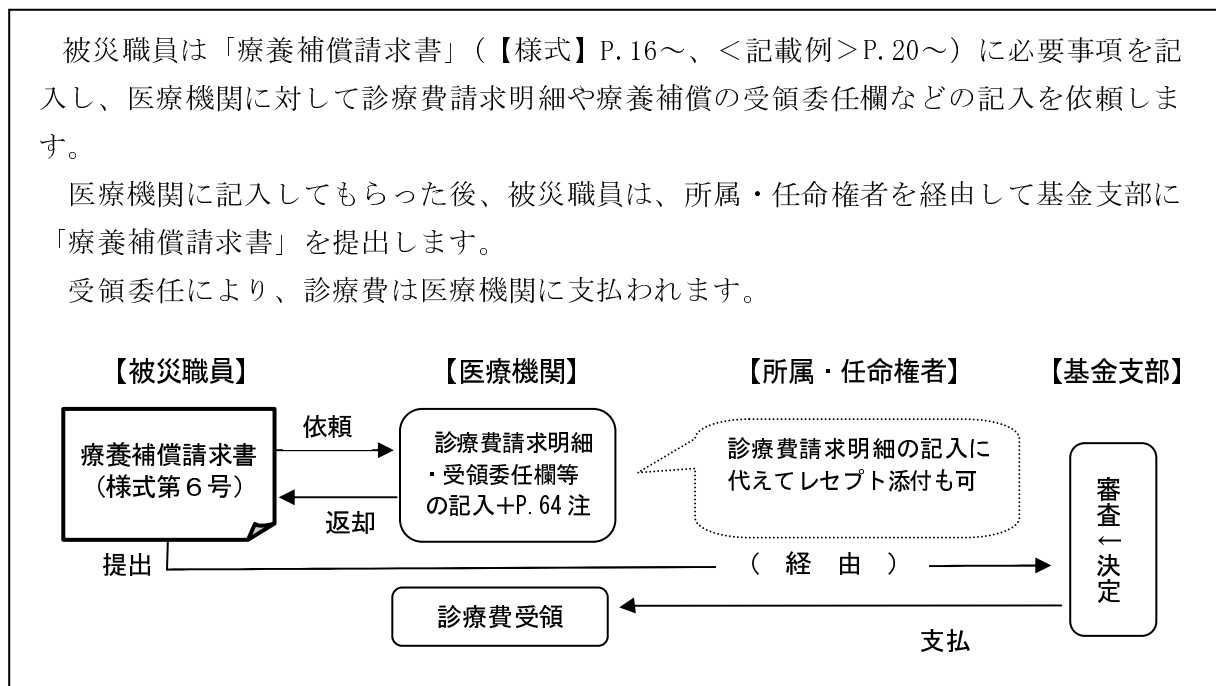 被災職員は「療養補償請求書」（【様式】P.16～、＜記載例＞P.20～）に必要事項を記
入し、医療機関に対して診療費請求明細や療養補償の受領委任欄などの記入を依頼しま
す。
医療機関に記入してもらった後、被災職員は、所属・任命権者を経由して基金支部に
「療養補償請求書」を提出します。
受領委任により、診療費は医療機関に支払われます。
【被災職員】
【医療機関】
【所属・任命権者】
【基金支部】
療養補償請求書
（様式第６号）
依頼
返却
診療費請求明細
・受領委任欄等
の記入＋P.64 注
診療費請求明細の記入に
代えてレセプト添付も可
審査←決定
提出
（　経　由　）
診療費受領
支払